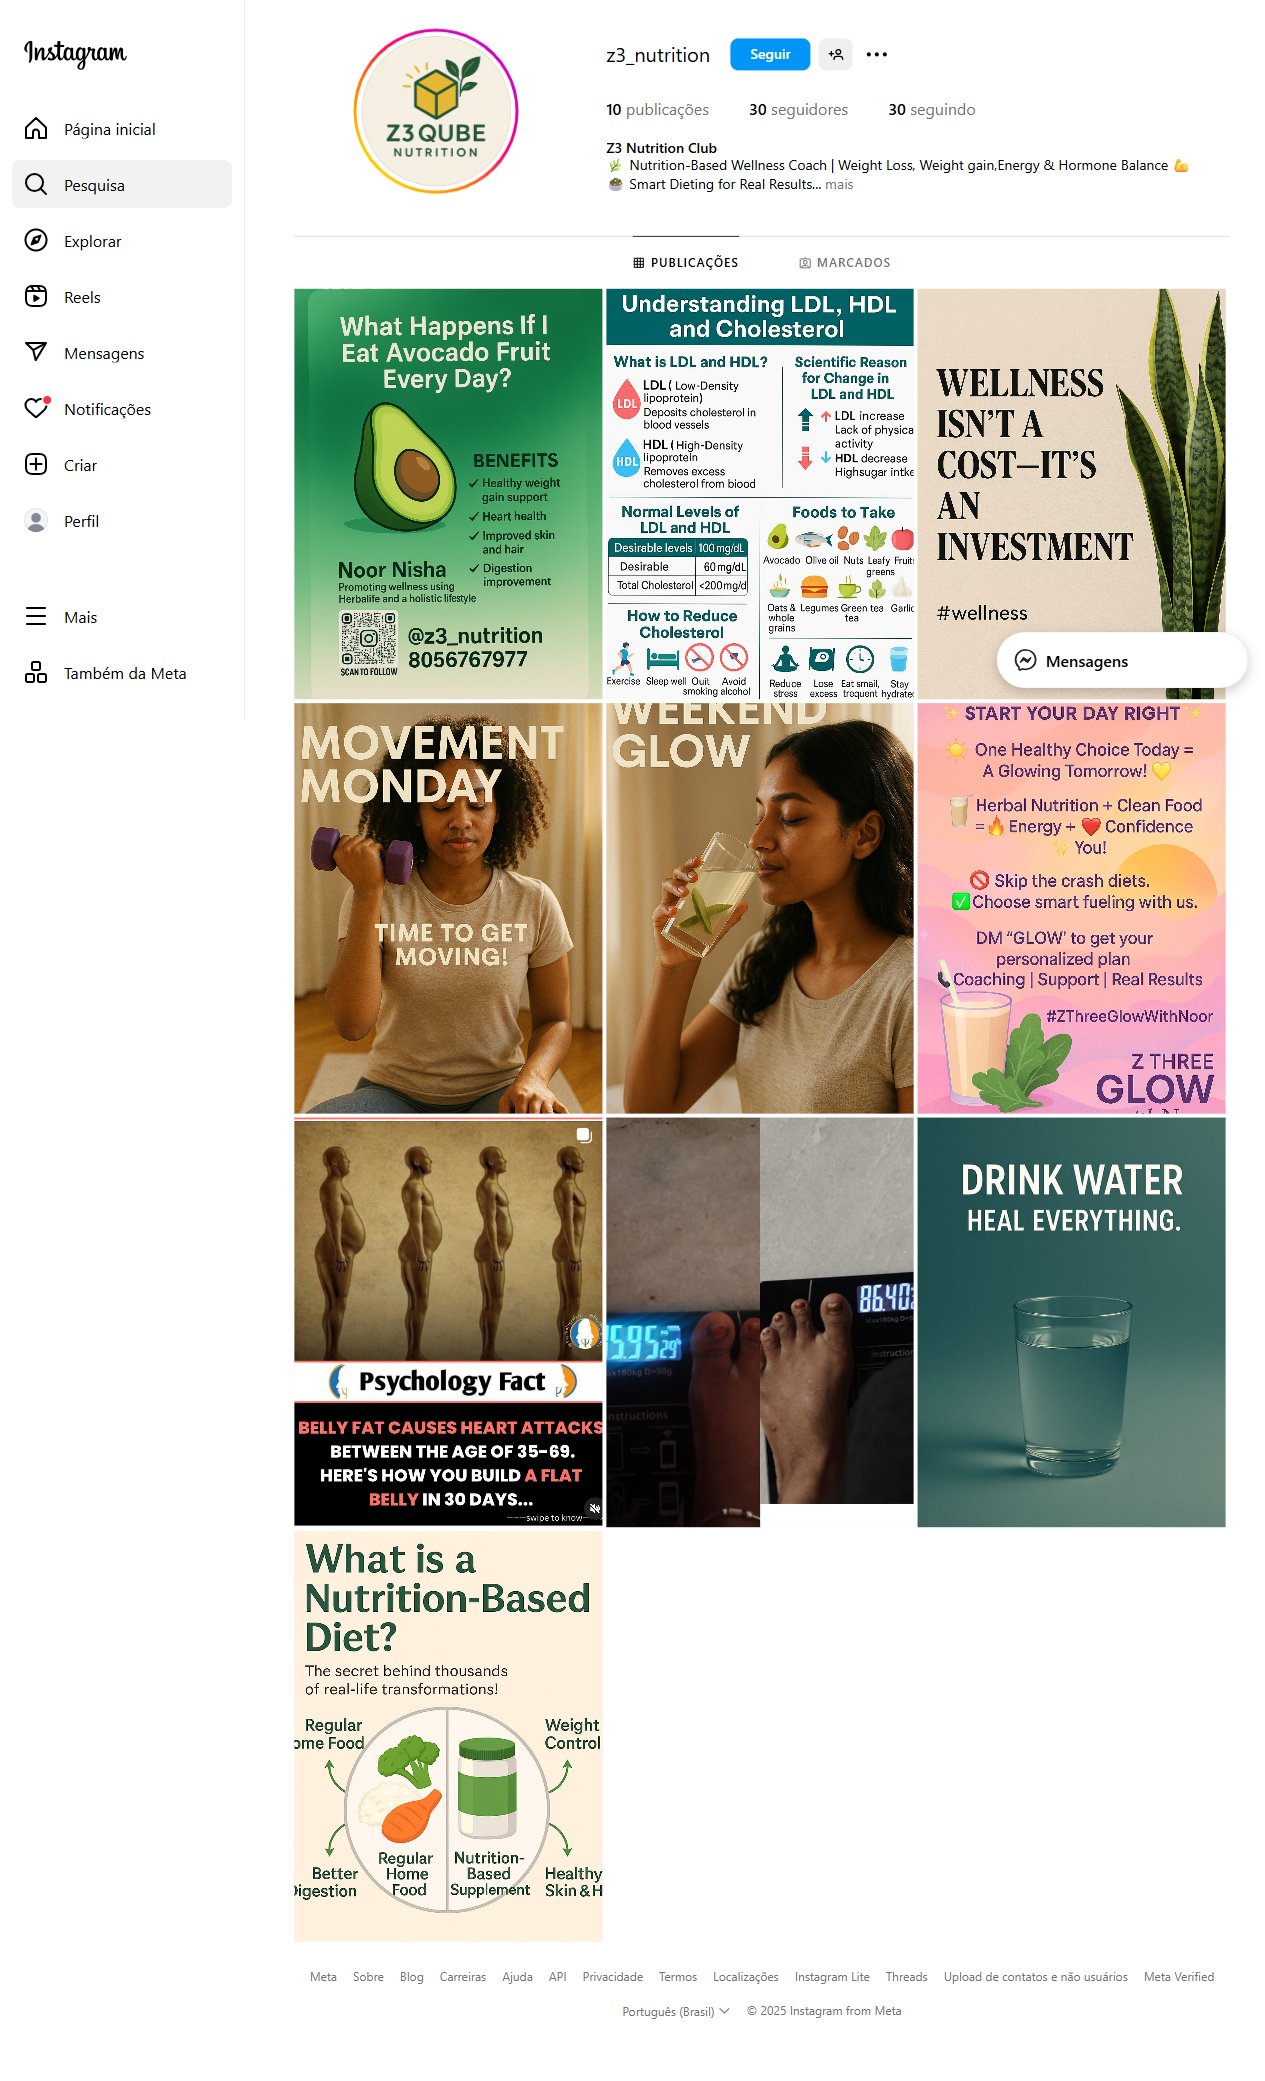 Instagram
Página inicial
Pesquisa
Explorar
Reels
Mensagens
Notificações
Criar
Perfil
Mais
Também da Meta
Z3 QUBE
NUTRITION
z3_nutrition
Seguir
10 publicações
30 seguidores
30 seguindo
Z3 Nutrition Club
🌿 Nutrition-Based Wellness Coach | Weight Loss, Weight gain,Energy & Hormone Balance 💪
🥗 Smart Dieting for Real Results... mais
PUBLICAÇÕES
MARCADOS
What Happens If I
Eat Avocado Fruit
Every Day?
BENEFITS
✓ Healthy weight
gain support
✓ Heart health
✓ Improved skin
and hair
✓ Digestion
improvement
Noor Nisha
Promoting wellness using
Herbalife and a holistic lifestyle
SCAN TO FOLLOW
@z3_nutrition
8056767977
Understanding LDL, HDL
and Cholesterol
What is LDL and HDL?
LDL
LDL ( Low-Density
lipoprotein)
Deposits cholesterol in
blood vessels
HDL
HDL ( High-Density
lipoprotein
Removes excess
cholesterol from biood
Scientific Reason
for Change in
LDL and HDL
LDL increase
Lack of physica
activity
HDL decrease
Highsugar intke
Normal Levels of
LDL and HDL
Desirable levels 100 mg/dL
Desirable 60 mg/dL
Total Cholesterol <200mg/d
Foods to Take
Avocado Olive oil Nuts Leafy Fruit
greens
Oats & Legumes Green tea Garlic
whole tea
grains
How to Reduce
Cholesterol
Exercise Sleep well Ouit Avoid
smoking alcohol
Reduce Lose Eat smail, Stay
stress excess trequent hydrate
WELLNESS
ISN'T A
COST—IT'S
AN
INVESTMENT
#wellness
Mensagens
MOVEMENT
MONDAY
TIME TO GET
MOVING!
WEEKEND
GLOW
✨ START YOUR DAY RIGHT ✨
☀️ One Healthy Choice Today =
A Glowing Tomorrow! 💛
Herbal Nutrition + Clean Food
= 🔥 Energy + ❤️ Confidence
✨ You!
🚫 Skip the crash diets.
✅ Choose smart fueling with us.
DM “GLOW’ to get your
personalized plan
📞 Coaching | Support | Real Results
#ZThreeGlowWithNoor
Z THREE
GLOW
Psychology Fact
BELLY FAT CAUSES HEART ATTACKS
BETWEEN THE AGE OF 35-69.
HERE'S HOW YOU BUILD A FLAT
BELLY IN 30 DAYS...
swipe to know
5.95
86.40
DRINK WATER
HEAL EVERYTHING.
What is a
Nutrition-Based
Diet?
The secret behind thousands
of real-life transformations!
Regular
ome Food
Weight
Control
Regular
Home
Food
Nutrition-
Based
Supplement
Better
Digestion
Healthy
Skin & H
Meta Sobre Blog Carreiras Ajuda API Privacidade Termos Localizações Instagram Lite Threads Upload de contatos e não usuários Meta Verified
Português (Brasil) © 2025 Instagram from Meta